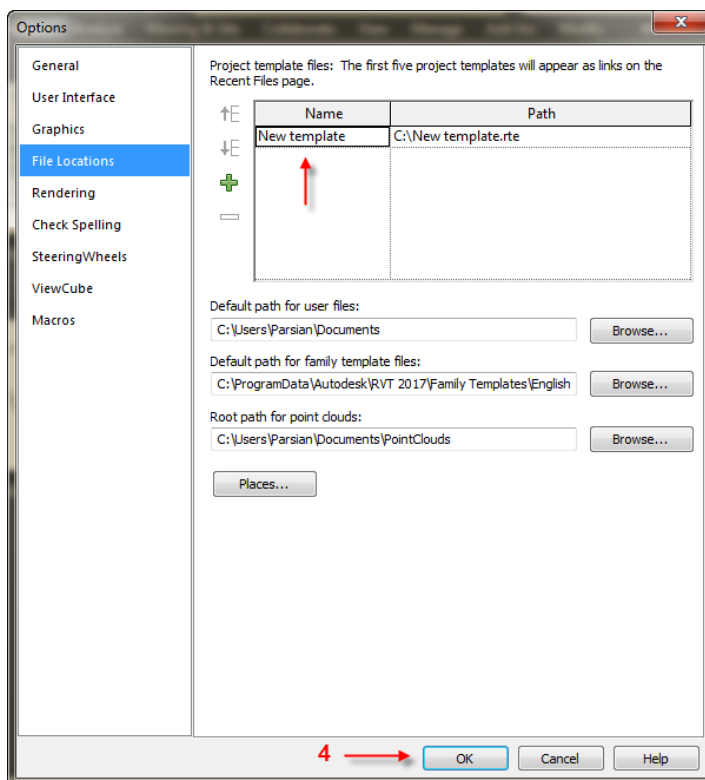 Options
General
User Interface
Graphics
File Locations
Rendering
Check Spelling
SteeringWheels
ViewCube
Macros
Project template files: The first five project templates will appear as links on the
Recent Files page.
Name Path
New template C:\New template.rte
Default path for user files:
C:\Users\Parsian\Documents Browse...
Default path for family template files:
C:\ProgramData\Autodesk\RVT 2017\Family Templates\English Browse...
Root path for point clouds:
C:\Users\Parsian\Documents\PointClouds Browse...
Places...
4 OK Cancel Help